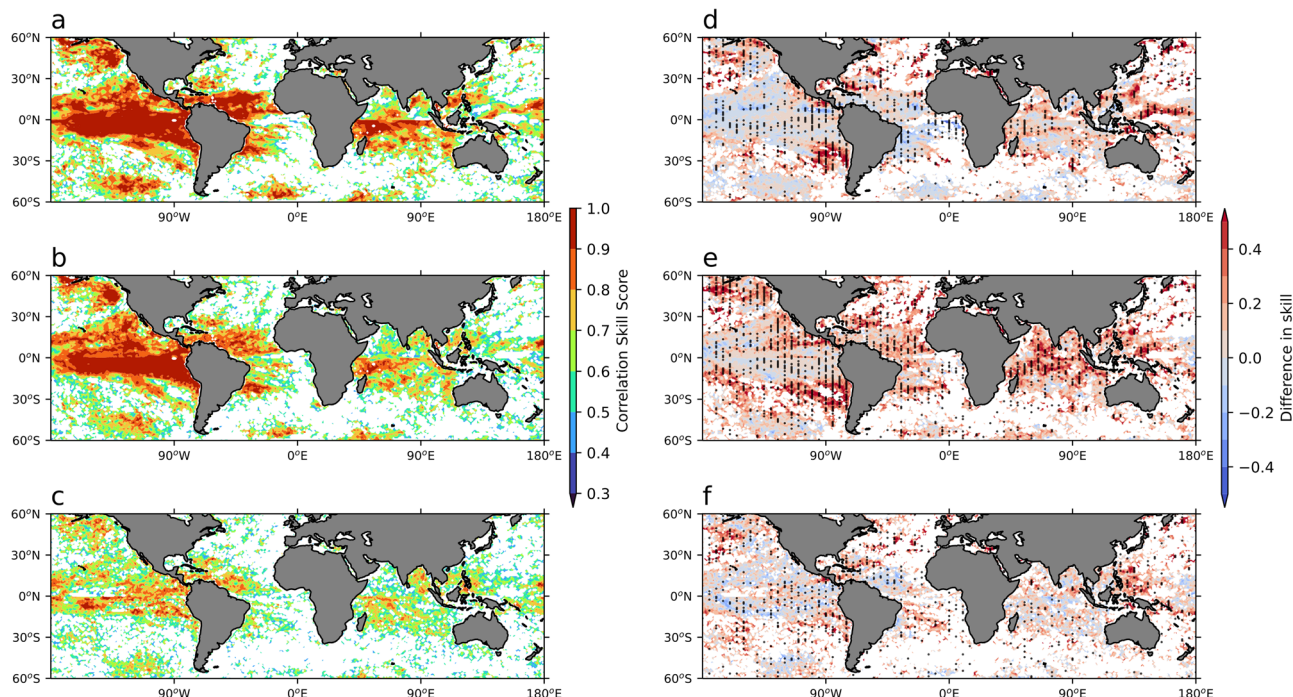 a
60°N
30°N
0°N
30°S
60°S
90°W
0°E
90°E
180°E
b
60°N
30°N
0°N
30°S
60°S
90°W
0°E
90°E
180°E
c
60°N
30°N
0°N
30°S
60°S
90°W
0°E
90°E
180°E
1.0
0.9
0.8
0.7
0.6
0.5
0.4
0.3
Correlation Skill Score
d
60°N
30°N
0°N
30°S
60°S
90°W
0°E
90°E
180°E
e
60°N
30°N
0°N
30°S
60°S
90°W
0°E
90°E
180°E
f
60°N
30°N
0°N
30°S
60°S
90°W
0°E
90°E
180°E
0.4
0.2
0.0
−0.2
−0.4
Difference in skill